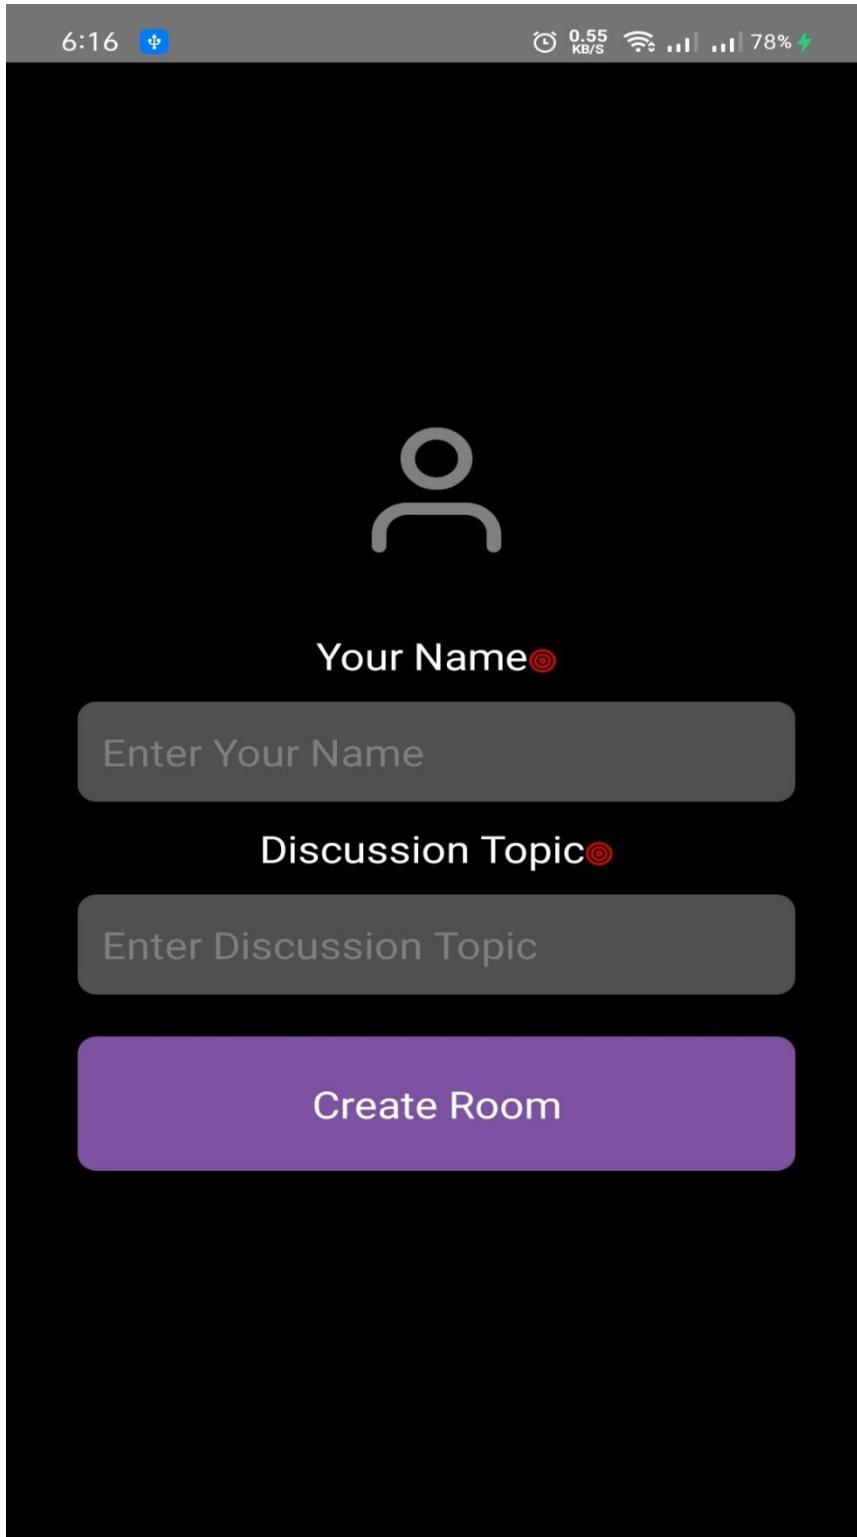 6:16 0.55 KB/S 78%
Your Name
Enter Your Name
Discussion Topic
Enter Discussion Topic
Create Room